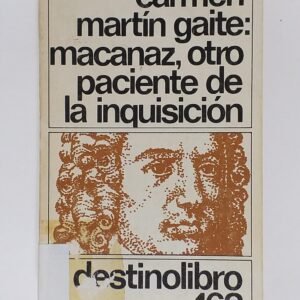 carmen
martín gaite:
macanaz, otro
paciente de
la inquisición
destinolibro